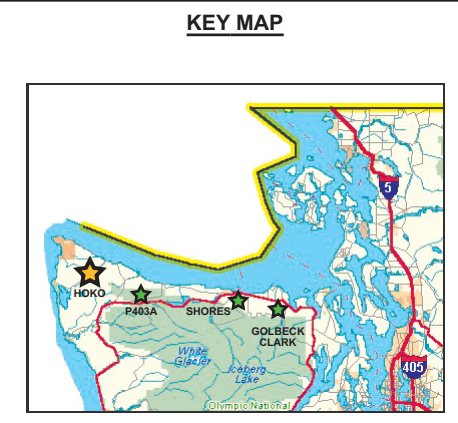 KEY MAP
5
HOKO
P403A
SHORES
GOLBECK
CLARK
White
Glacier
Iceberg
Lake
405
Olympic National